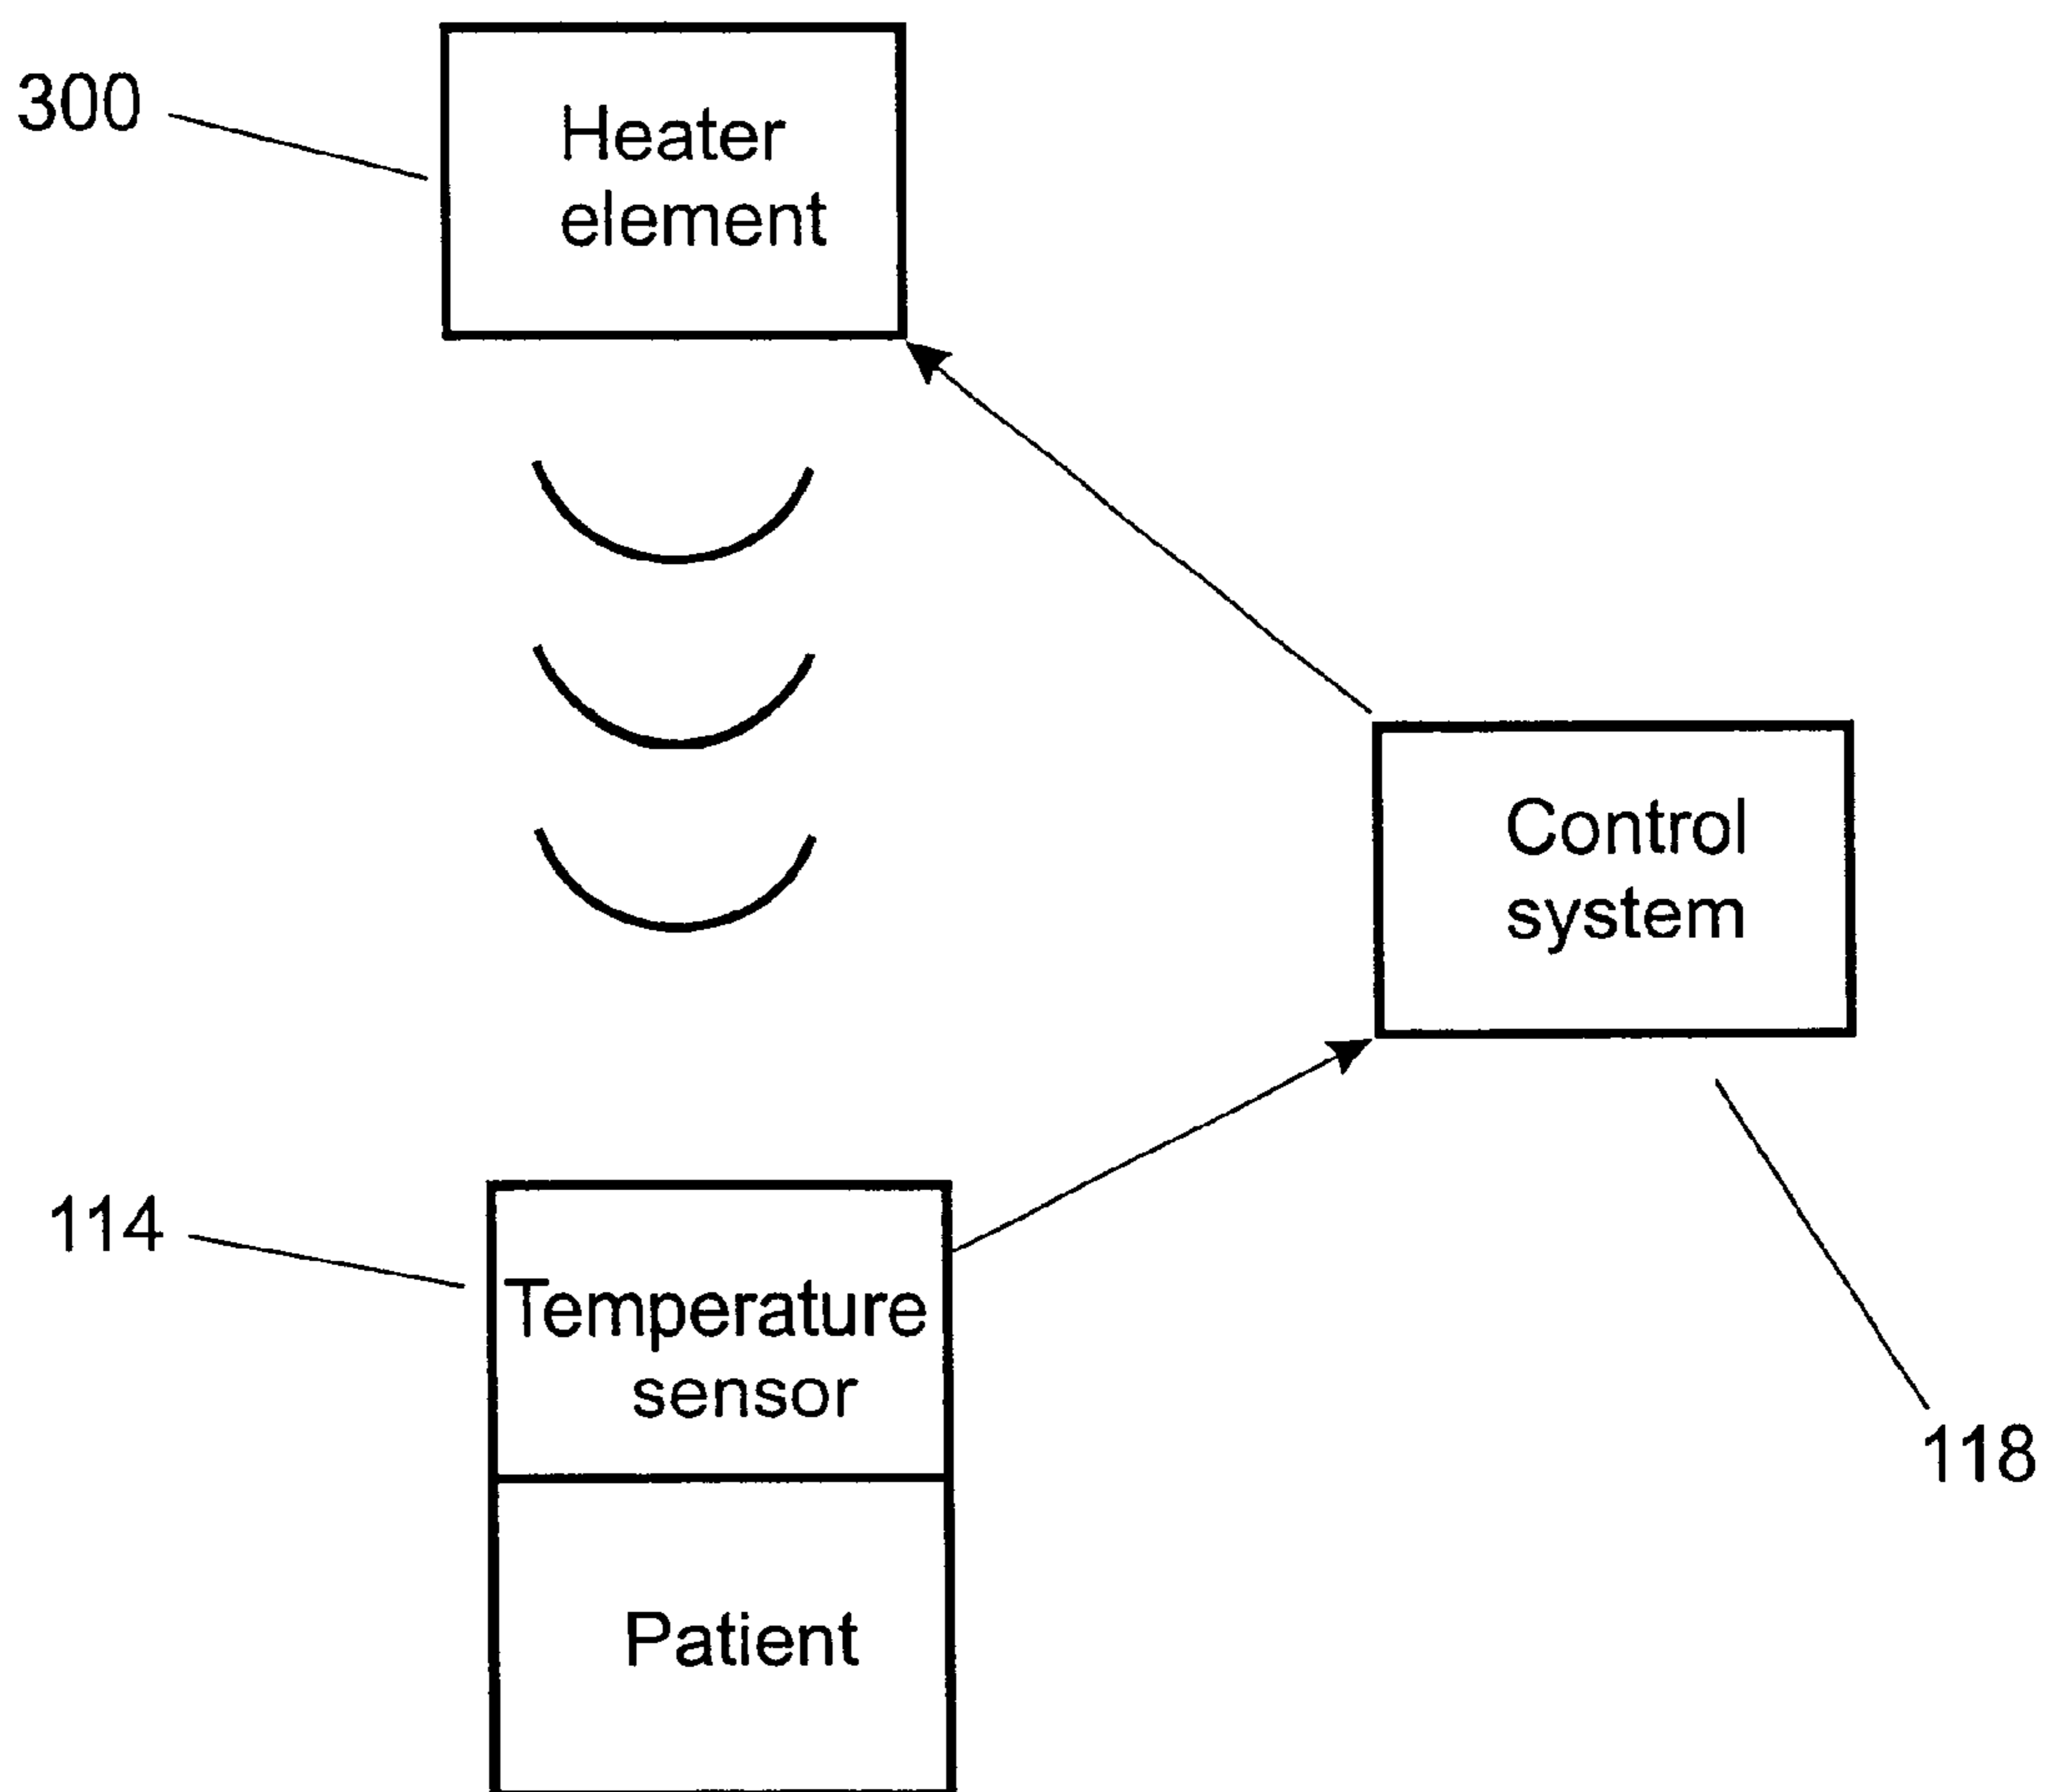 300
Heater
element
Control
system
114
Temperature
sensor
118
Patient